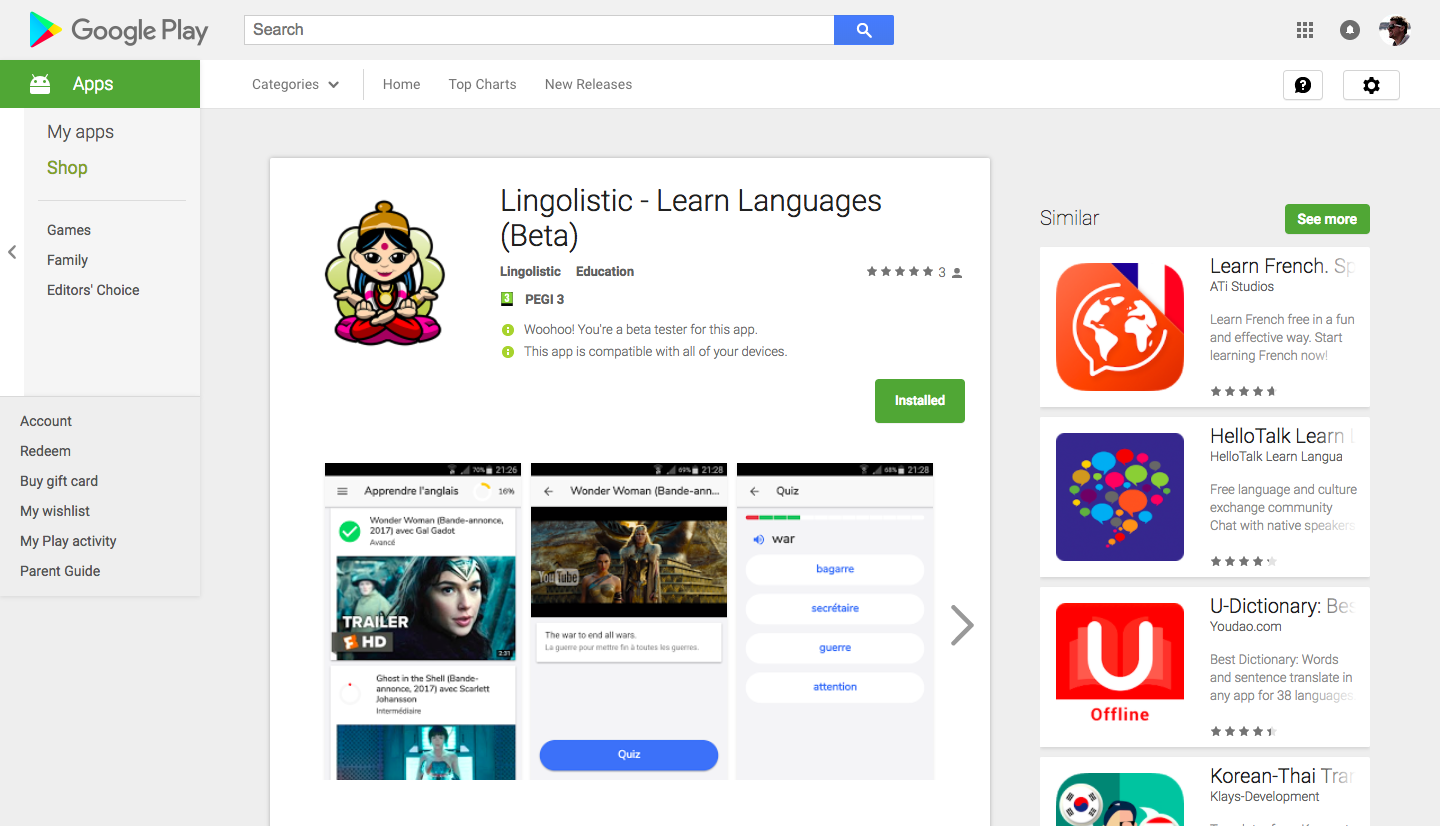 Google Play
Search
Apps
Categories
Home
Top Charts
New Releases
My apps
Shop
Games
Family
Editors' Choice
Account
Redeem
Buy gift card
My wishlist
My Play activity
Parent Guide
Lingolistic - Learn Languages
(Beta)
Lingolistic Education
3
3 PEGI 3
Woohoo! You're a beta tester for this app.
This app is compatible with all of your devices.
Installed
70% 21:26
Apprendre l'anglais 16%
Wonder Woman (Bande-annonce,
2017) avec Gal Gadot
Avancé
TRAILER
HD
2:31
Ghost in the Shell (Bande-
annonce, 2017) avec Scarlett
Johansson
Intermédiaire
69% 21:28
Wonder Woman (Bande-ann...
YouTube
The war to end all wars.
La guerre pour mettre fin à toutes les guerres.
Quiz
68% 21:28
Quiz
war
bagarre
secrétaire
guerre
attention
Similar
See more
Learn French. Sp
ATi Studios
Learn French free in a fun
and effective way. Start
learning French now!
HelloTalk Learn L
HelloTalk Learn Langua
Free language and culture
exchange community
Chat with native speakers
U-Dictionary: Bes
Youdao.com
Best Dictionary: Words
and sentence translate in
any app for 38 languages
U
Offline
Korean-Thai Tran
Klays-Development